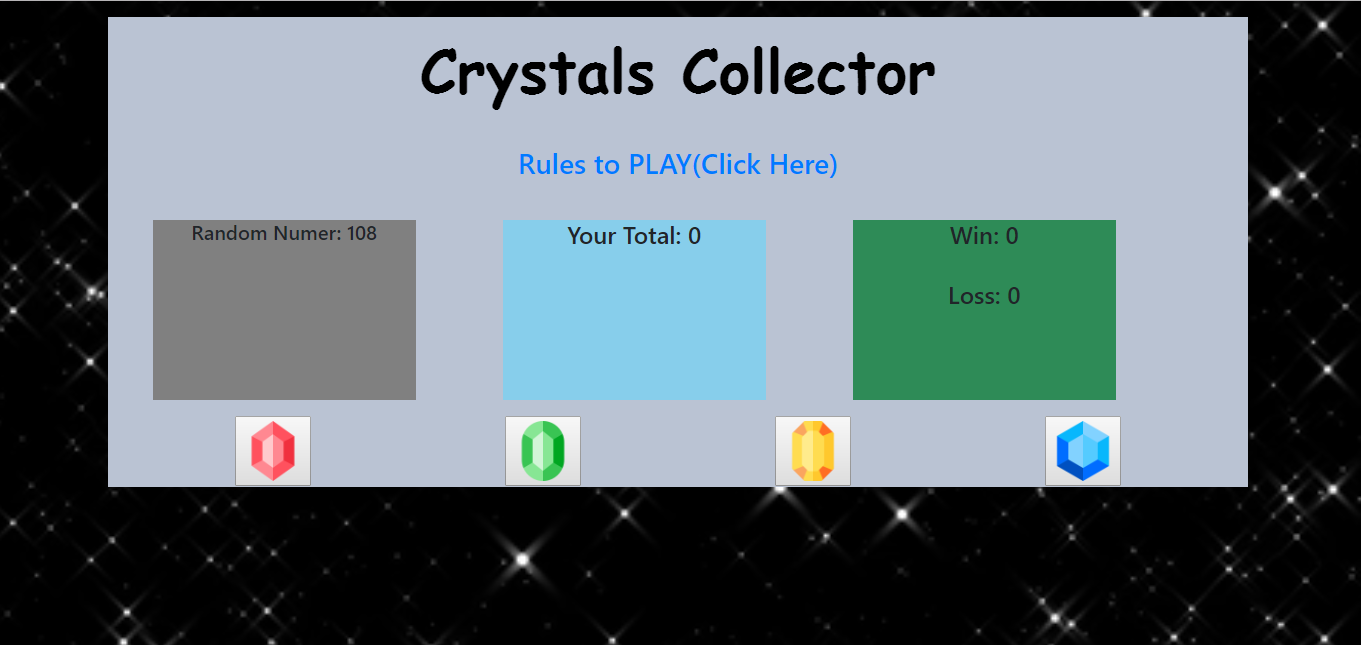 Crystals Collector
Rules to PLAY(Click Here)
Random Numer: 108
Your Total: 0
Win: 0
Loss: 0